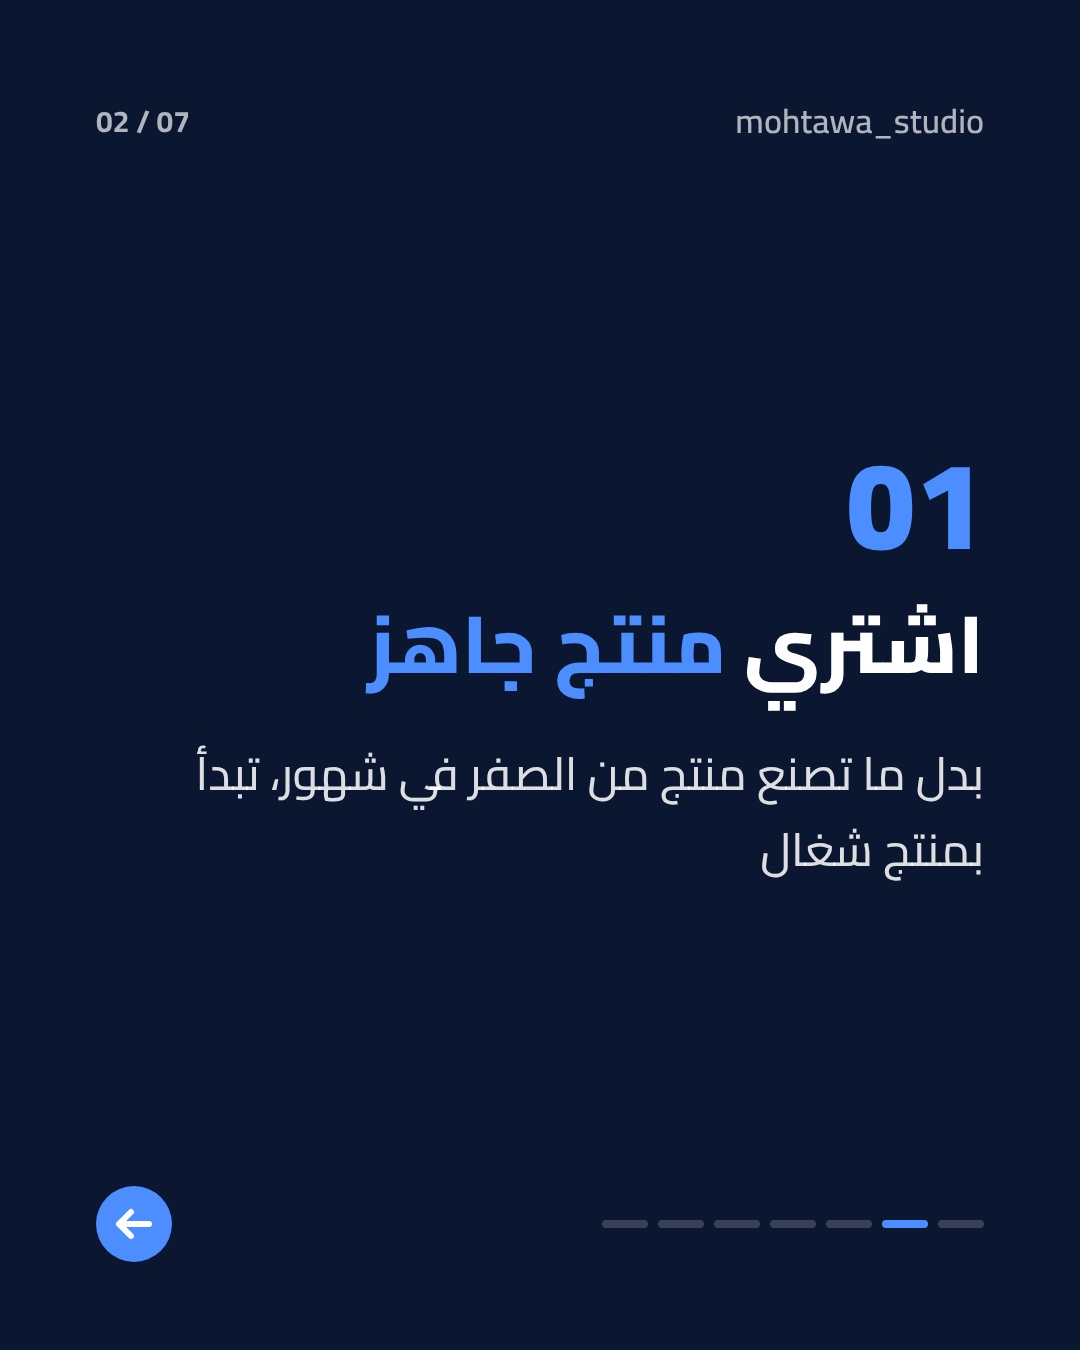 mohtawa_studio
02 / 07
01
اشتري منتج جاهز
بدل ما تصنع منتج من الصفر في شهور، تبدأ
بمنتج شغال